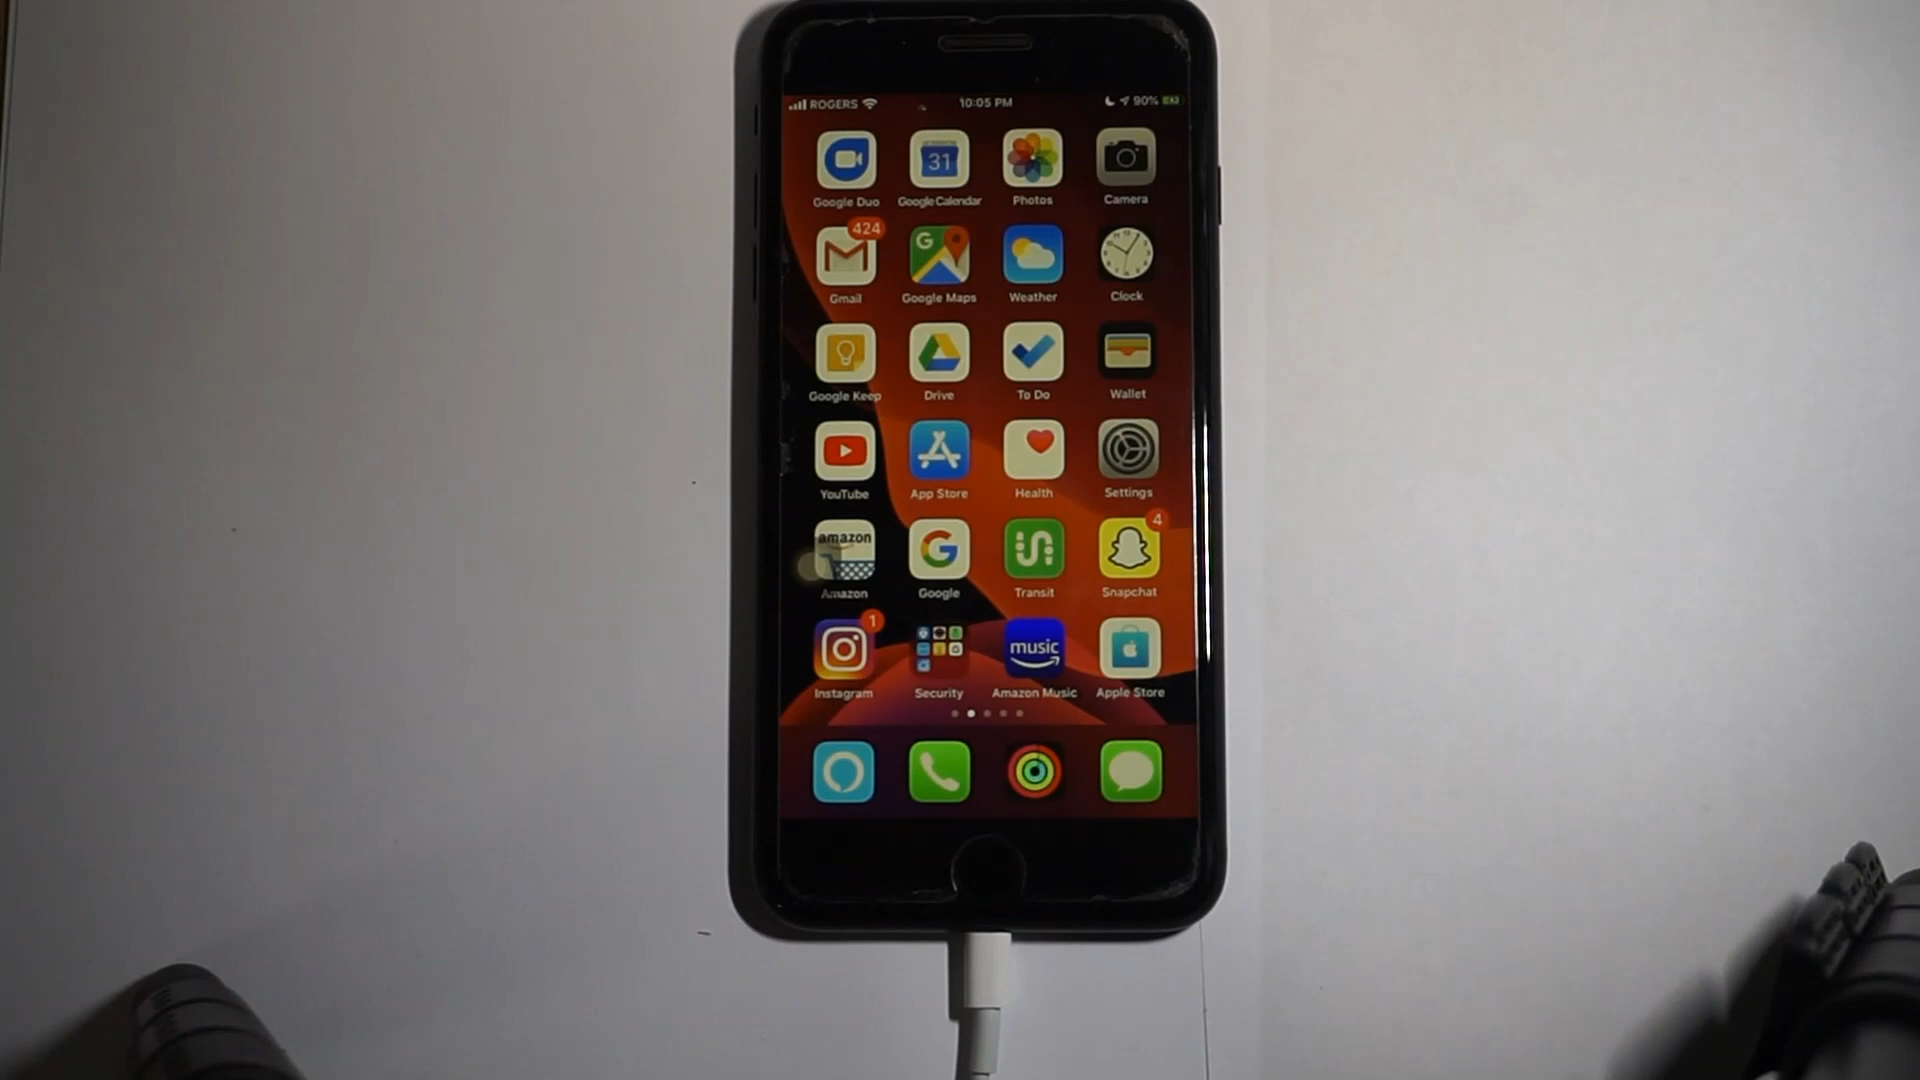 ROGERS 10:05 PM 90%
31
Google Duo Google Calendar Photos Camera
424
G
Gmail Google Maps Weather Clock
Google Keep Drive To Do Wallet
YouTube App Store Health Settings
4
amazon G
Amazon Google Transit Snapchat
1
music
Instagram Security Amazon Music Apple Store